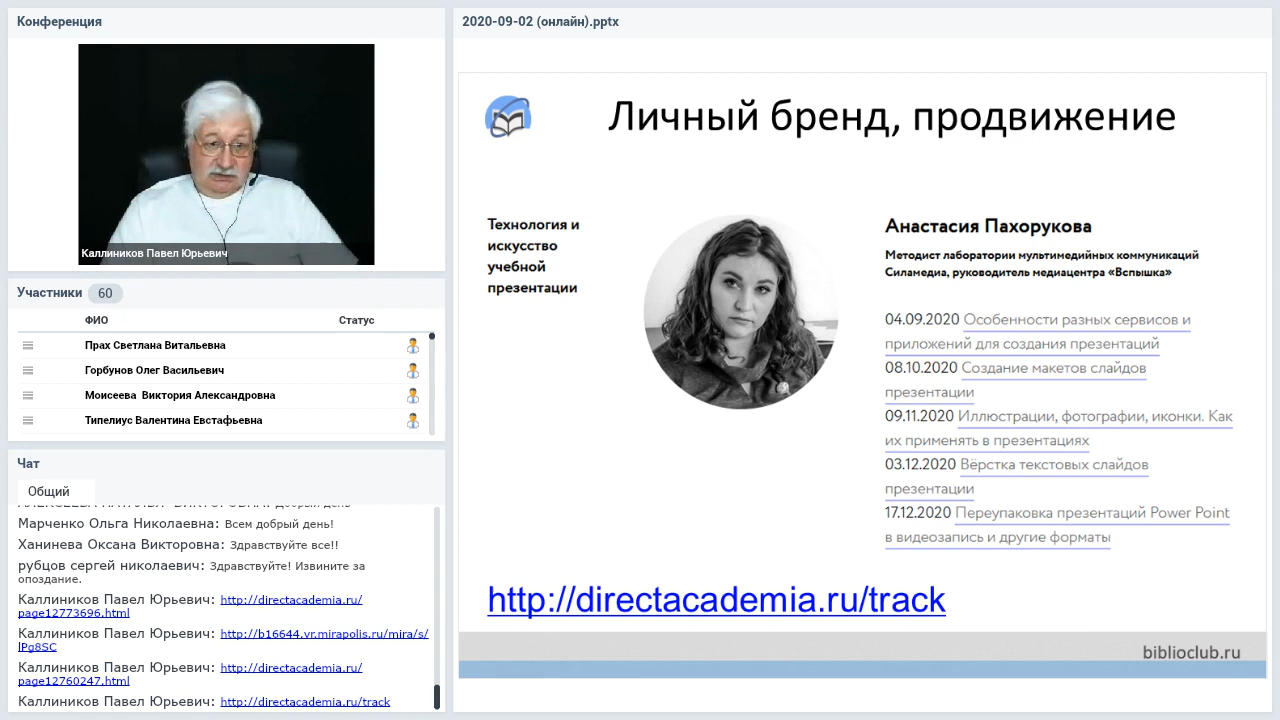 Конференция
Каллиников Павел Юрьевич
Участники 60
ФИО Статус
Прах Светлана Витальевна
Горбунов Олег Васильевич
Моисеева Виктория Александровна
Типелиус Валентина Евстафьевна
Чат
Общий
Марченко Ольга Николаевна: Всем добрый день!
Ханинева Оксана Викторовна: Здравствуйте все!!
рубцов сергей николаевич: Здравствуйте! Извините за
опоздание.
Каллиников Павел Юрьевич: http://directacademia.ru/
page12773696.html
Каллиников Павел Юрьевич: http://b16644.vr.mirapolis.ru/mira/s/
lPg8SC
Каллиников Павел Юрьевич: http://directacademia.ru/
page12760247.html
Каллиников Павел Юрьевич: http://directacademia.ru/track
2020-09-02 (онлайн).pptx
Личный бренд, продвижение
Технология и
искусство
учебной
презентации
Анастасия Пахорукова
Методист лаборатории мультимедийных коммуникаций
Силамедиа, руководитель медиацентра «Вспышка»
04.09.2020 Особенности разных сервисов и
приложений для создания презентаций
08.10.2020 Создание макетов слайдов
презентации
09.11.2020 Иллюстрации, фотографии, иконки. Как
их применять в презентациях
03.12.2020 Вёрстка текстовых слайдов
презентации
17.12.2020 Переупаковка презентаций Power Point
в видеозапись и другие форматы
http://directacademia.ru/track
biblioclub.ru